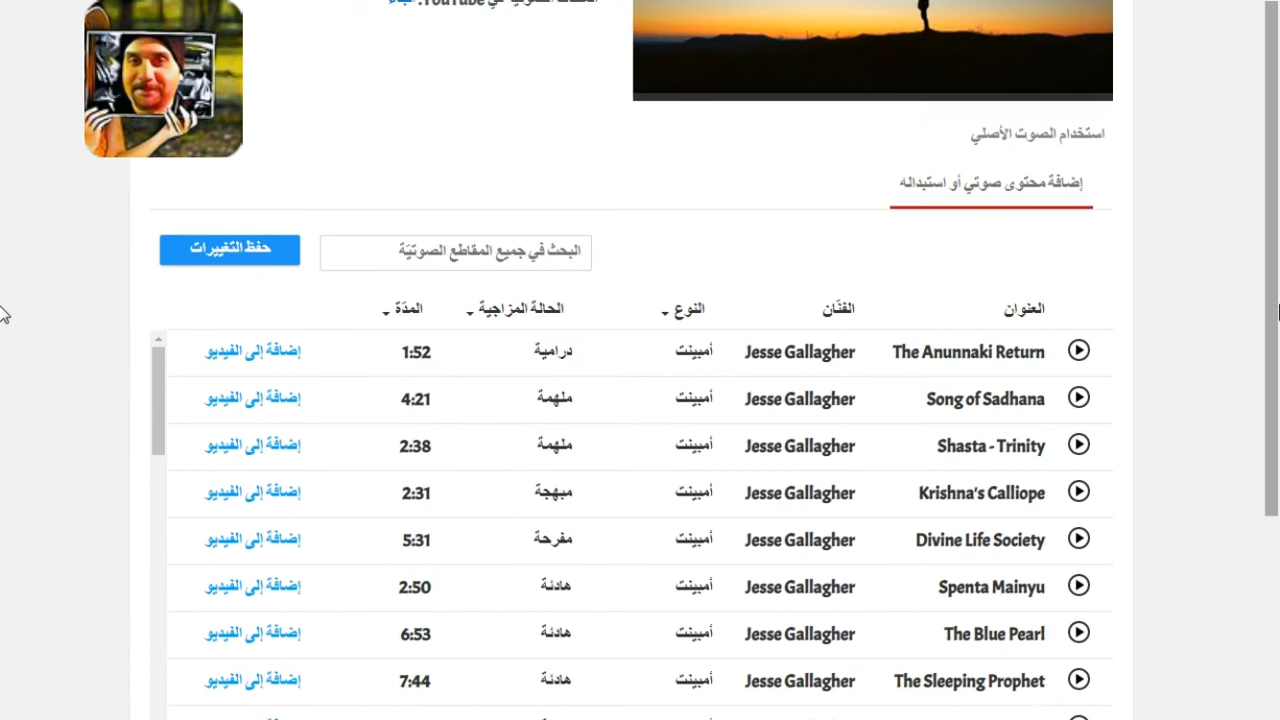 استخدام الصوت الأصلي
إضافة محتوى صوتي أو استبداله
البحث في جميع المقاطع الصوتيّة حفظ التغييرات
العنوان الفنّان النوع الحالة المزاجية المدّة
The Anunnaki Return Jesse Gallagher أمبينت درامية 1:52 إضافة إلى الفيديو
Song of Sadhana Jesse Gallagher أمبينت ملهمة 4:21 إضافة إلى الفيديو
Shasta - Trinity Jesse Gallagher أمبينت ملهمة 2:38 إضافة إلى الفيديو
Krishna's Calliope Jesse Gallagher أمبينت مبهجة 2:31 إضافة إلى الفيديو
Divine Life Society Jesse Gallagher أمبينت مفرحة 5:31 إضافة إلى الفيديو
Spenta Mainyu Jesse Gallagher أمبينت هادئة 2:50 إضافة إلى الفيديو
The Blue Pearl Jesse Gallagher أمبينت هادئة 6:53 إضافة إلى الفيديو
The Sleeping Prophet Jesse Gallagher أمبينت هادئة 7:44 إضافة إلى الفيديو